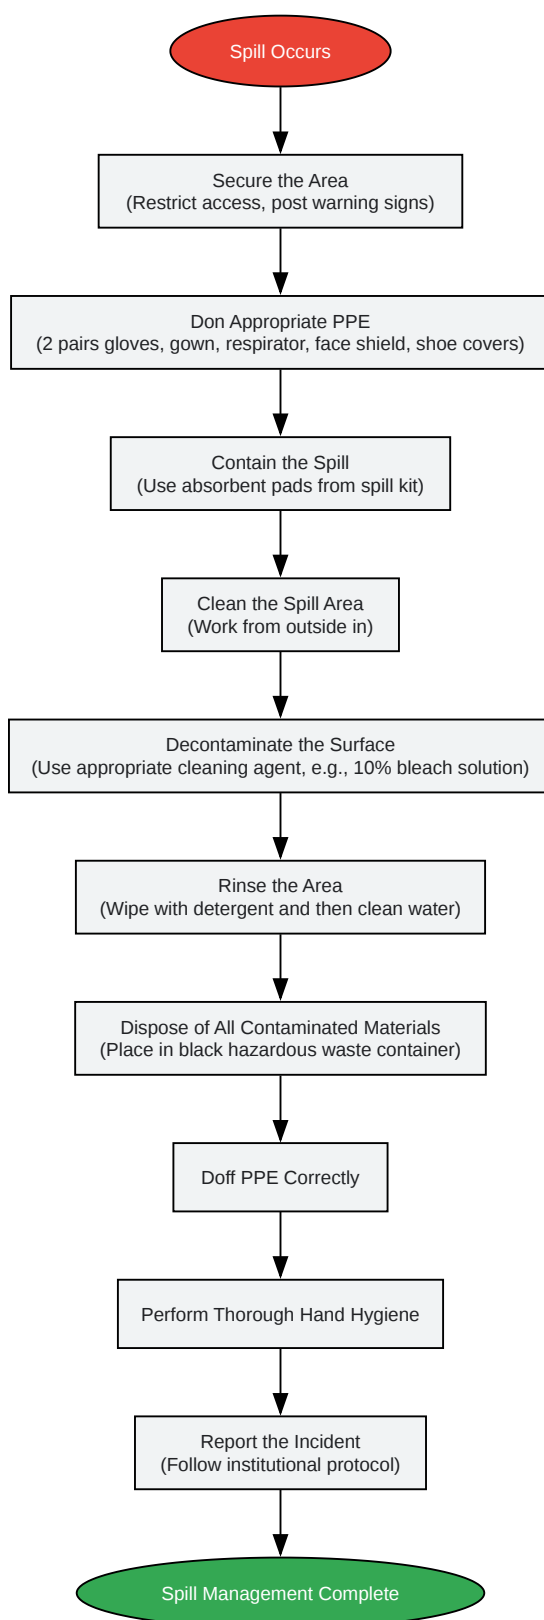 Spill Occurs
Secure the Area
(Restrict access, post warning signs)
Don Appropriate PPE
(2 pairs gloves, gown, respirator, face shield, shoe covers)
Contain the Spill
(Use absorbent pads from spill kit)
Clean the Spill Area
(Work from outside in)
Decontaminate the Surface
(Use appropriate cleaning agent, e.g., 10% bleach solution)
Rinse the Area
(Wipe with detergent and then clean water)
Dispose of All Contaminated Materials
(Place in black hazardous waste container)
Doff PPE Correctly
Perform Thorough Hand Hygiene
Report the Incident
(Follow institutional protocol)
Spill Management Complete